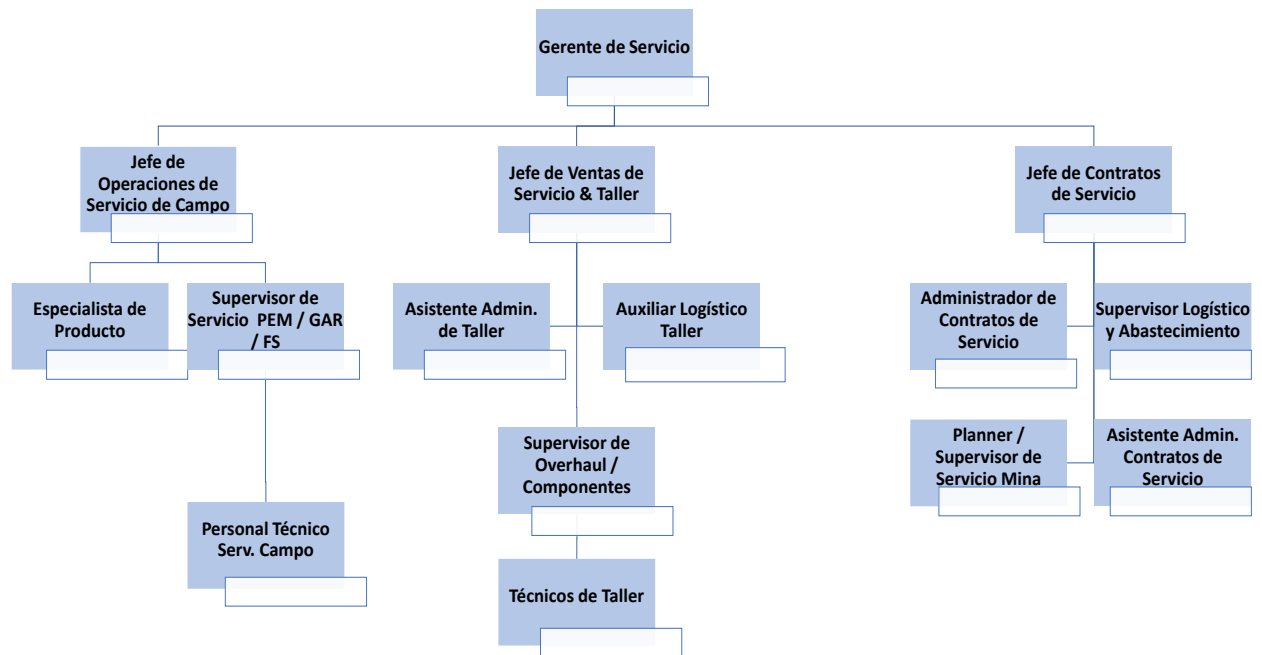 Gerente de Servicio
Jefe de
Operaciones de
Servicio de Campo
Jefe de Ventas de
Servicio & Taller
Jefe de Contratos
de Servicio
Especialista de
Producto
Supervisor de
Servicio PEM / GAR
/ FS
Asistente Admin.
de Taller
Auxiliar Logístico
Taller
Administrador de
Contratos de
Servicio
Supervisor Logístico
y Abastecimiento
Supervisor de
Overhaul /
Componentes
Planner /
Supervisor de
Servicio Mina
Asistente Admin.
Contratos de
Servicio
Personal Técnico
Serv. Campo
Técnicos de Taller